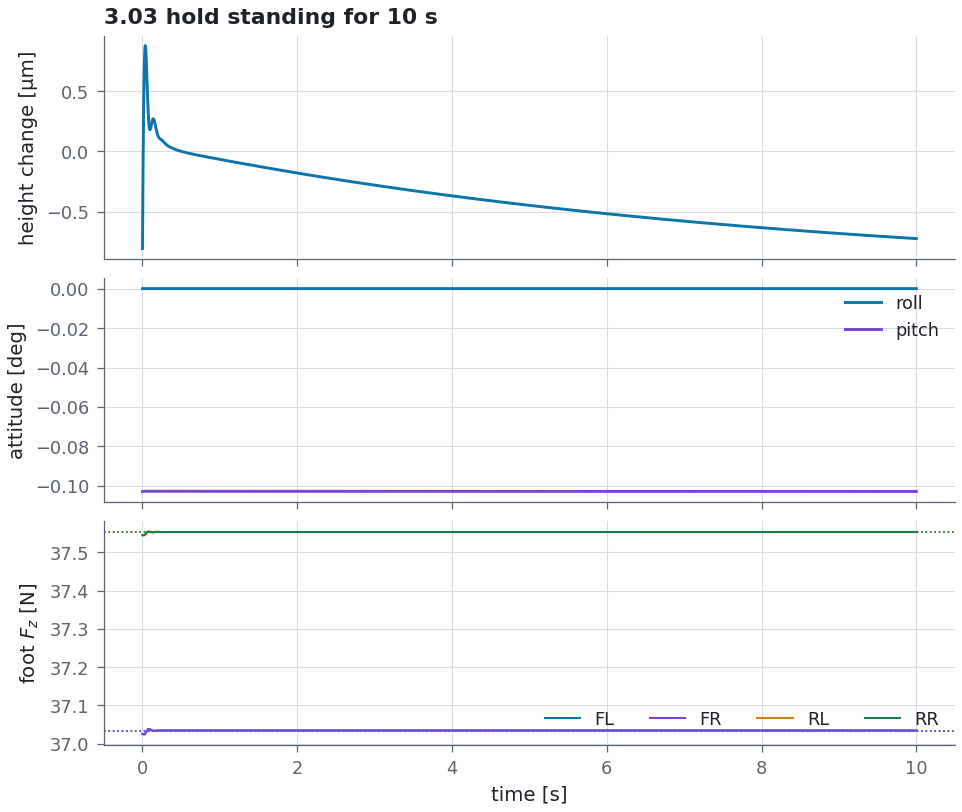 3.03 hold standing for 10 s
height change [µm]
0.5
0.0
−0.5
attitude [deg]
0.00
−0.02
−0.04
−0.06
−0.08
−0.10
roll
pitch
foot F_z [N]
37.5
37.4
37.3
37.2
37.1
37.0
FL FR RL RR
0 2 4 6 8 10
time [s]